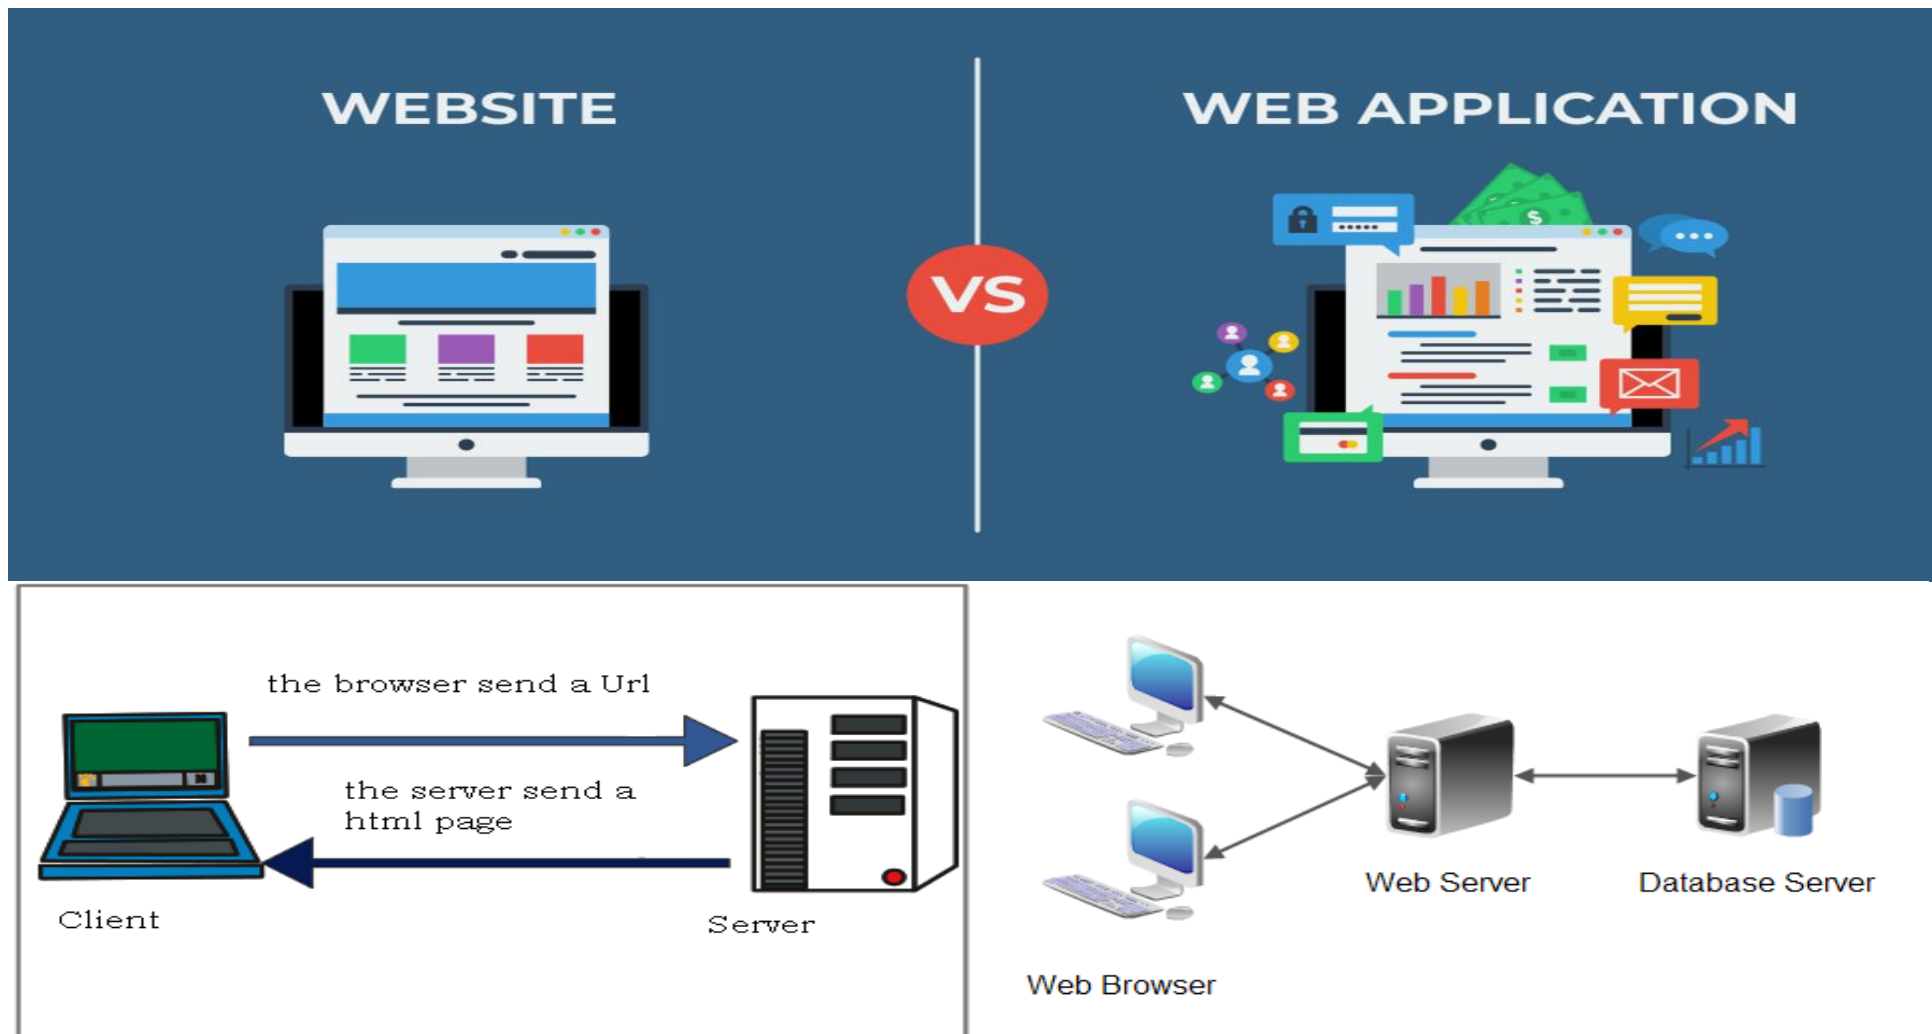 WEBSITE
WEB APPLICATION
VS
$
the browser send a Url
the server send a
html page
Client
Server
Web Server
Database Server
Web Browser